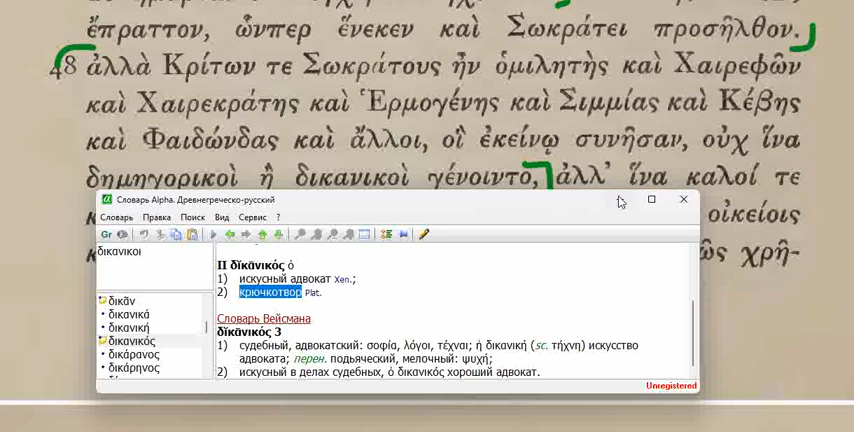 ἔπραττον, ὧνπερ ἕνεκεν καὶ Σωκράτει προσῆλθον.
48 ἀλλὰ Κρίτων τε Σωκράτους ἦν ὁμιλητὴς καὶ Χαιρεφῶν
καὶ Χαιρεκράτης καὶ Ἑρμογένης καὶ Σιμμίας καὶ Κέβης
καὶ Φαιδώνδας καὶ ἄλλοι, οἳ ἐκείνῳ συνῆσαν, οὐχ ἵνα
δημηγορικοὶ ἢ δικανικοὶ γένοιντο, ἀλλ’ ἵνα καλοί τε
οἰκείοις
χρῆ-
Словарь Alpha. Древнегреческо-русский
Словарь Правка Поиск Вид Сервис ?
Gr
δικανικοι
δικᾶν
δικανικά
δικανική
δικανικός
δικάρανος
δικάρηνος
II δῐκᾰνικός ὁ
1) искусный адвокат Xen.;
2) крючкотвор Plat.
Словарь Вейсмана
δῐκᾱνικός 3
1) судебный, адвокатский: σοφία, λόγοι, τέχναι; ἡ δικανική (sc. τήχνη) искусство
адвоката; перен. подьяческий, мелочный: ψυχή;
2) искусный в делах судебных, ὁ δικανικός хороший адвокат.
Unregistered